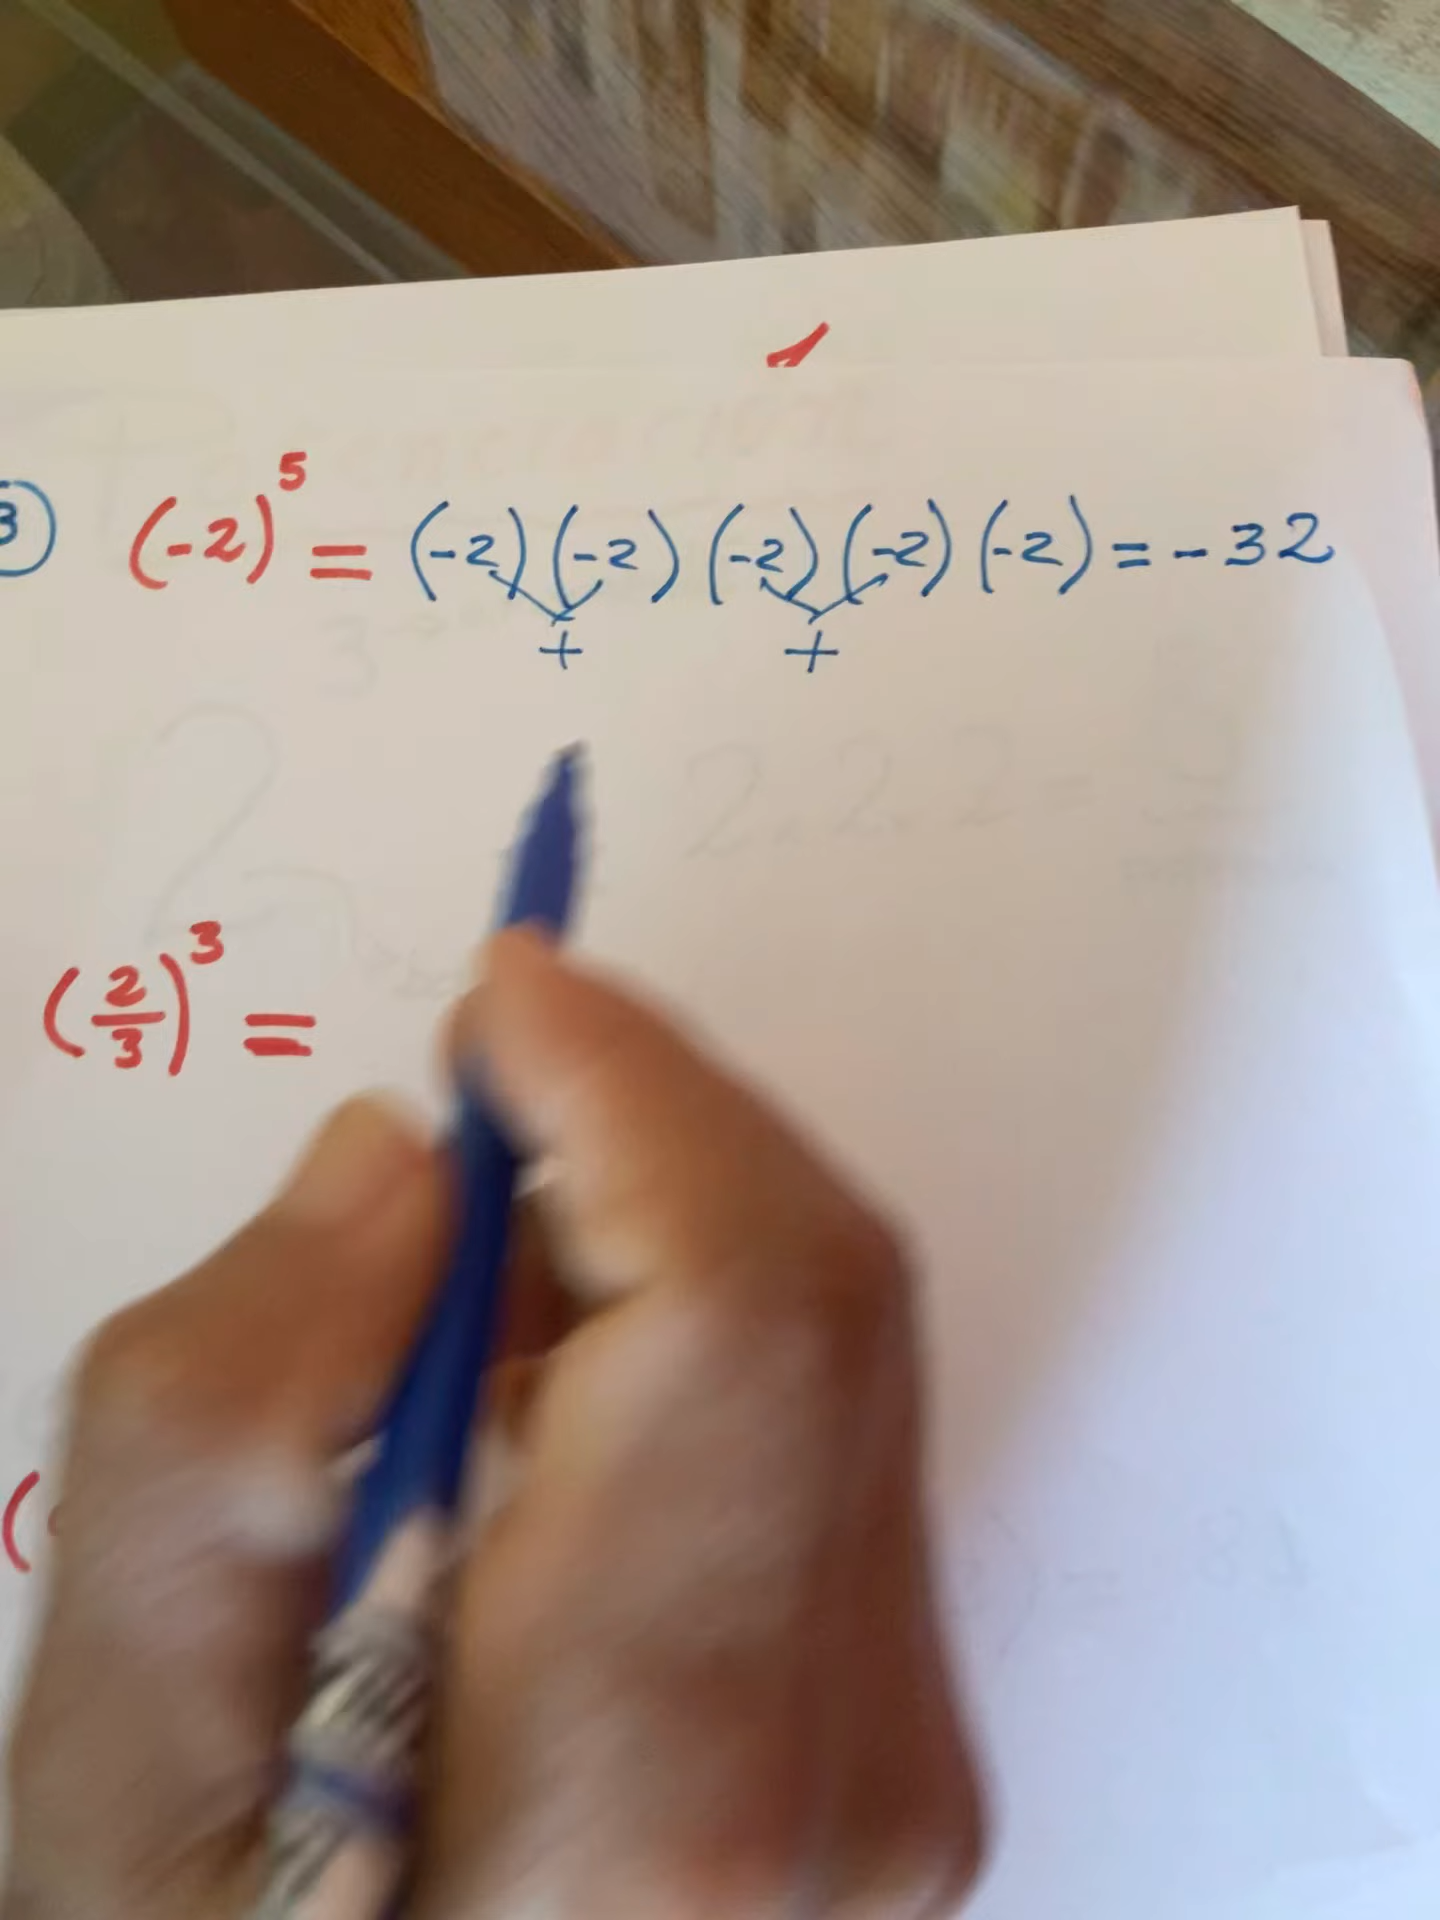 3 (-2)⁵ = (-2)(-2)(-2)(-2)(-2) = -32
+ +
(2/3)³ =
(